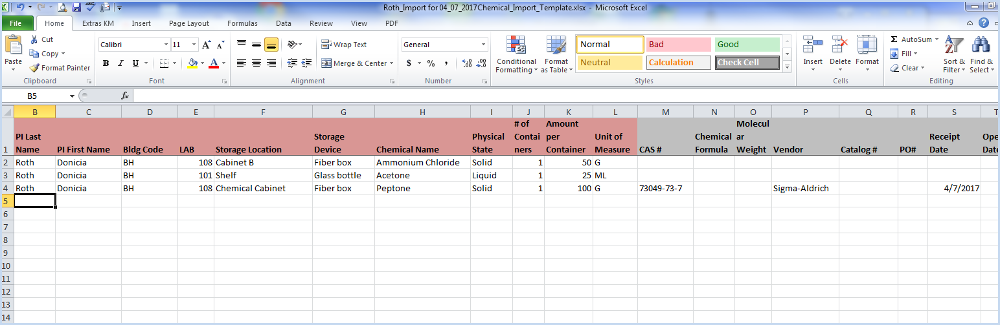 Roth_Import for 04_07_2017Chemical_Import_Template.xlsx - Microsoft Excel
File Home Extras KM Insert Page Layout Formulas Data Review View PDF
Paste Cut Copy Format Painter
Calibri 11 Wrap Text General
B I U Merge & Center $ % ,
Conditional Formatting Format as Table
Normal Bad Good
Neutral Calculation Check Cell
Insert Delete Format
Σ AutoSum Fill Clear Sort & Filter Find & Select
Clipboard Font Alignment Number Styles Cells Editing
B5 fx
B C D E F G H I J K L M N O P Q R S T
1 PI Last Name PI First Name Bldg Code LAB Storage Location Storage Device Chemical Name Physical State # of Contai ners Amount per Container Unit of Measure CAS # Chemical Formula Molecul ar Weight Vendor Catalog # PO# Receipt Date Ope Date
2 Roth Donicia BH 108 Cabinet B Fiber box Ammonium Chloride Solid 1 50 G
3 Roth Donicia BH 101 Shelf Glass bottle Acetone Liquid 1 25 ML
4 Roth Donicia BH 108 Chemical Cabinet Fiber box Peptone Solid 1 100 G 73049-73-7 Sigma-Aldrich 4/7/2017
5
6
7
8
9
10
11
12
13
14